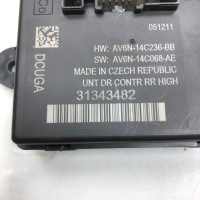 051211
HW: AV6N-14C236-BB
SW: AV6N-14C068-AE
MADE IN CZECH REPUBLIC
UNT DR CONTR RR HIGH
31343482
DCUGA